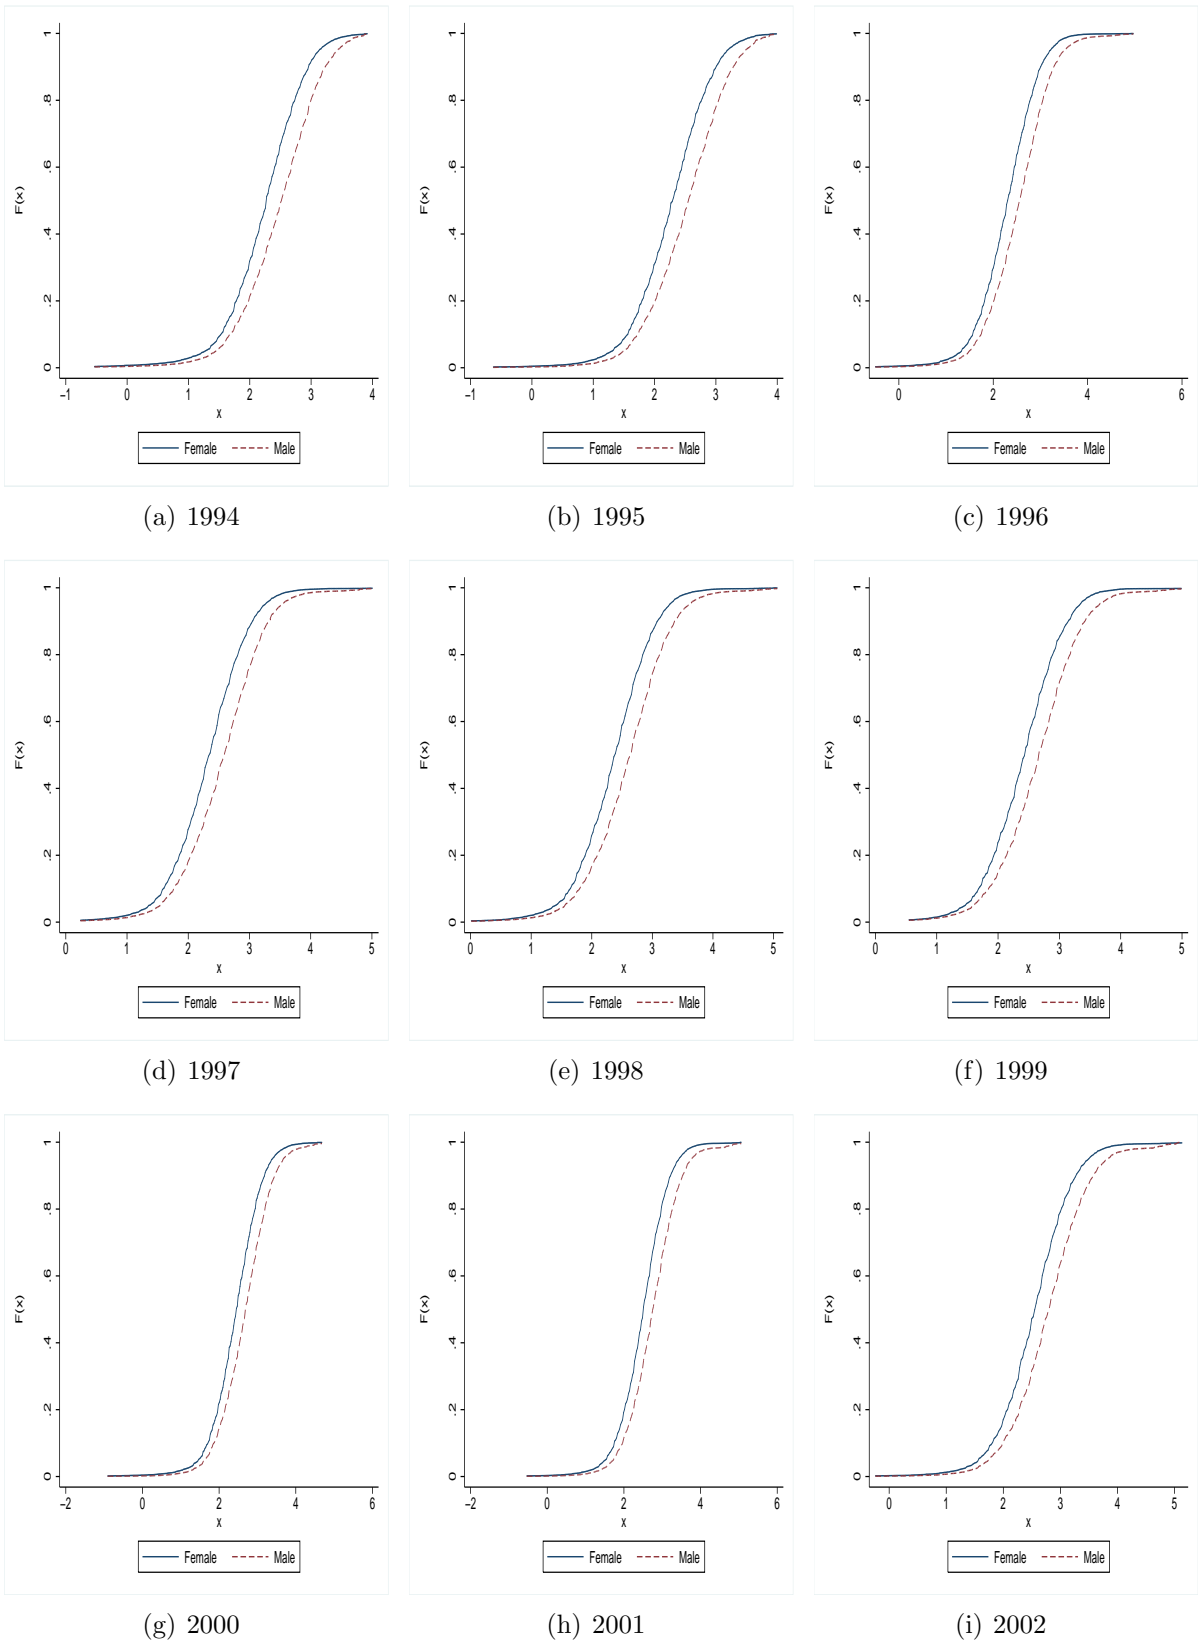 1
.8
.6
.4
.2
0
F(x)
−1 0 1 2 3 4
x
Female Male
(a) 1994
1
.8
.6
.4
.2
0
F(x)
−1 0 1 2 3 4
x
Female Male
(b) 1995
1
.8
.6
.4
.2
0
F(x)
0 2 4 6
x
Female Male
(c) 1996
1
.8
.6
.4
.2
0
F(x)
0 1 2 3 4 5
x
Female Male
(d) 1997
1
.8
.6
.4
.2
0
F(x)
0 1 2 3 4 5
x
Female Male
(e) 1998
1
.8
.6
.4
.2
0
F(x)
0 1 2 3 4 5
x
Female Male
(f) 1999
1
.8
.6
.4
.2
0
F(x)
−2 0 2 4 6
x
Female Male
(g) 2000
1
.8
.6
.4
.2
0
F(x)
−2 0 2 4 6
x
Female Male
(h) 2001
1
.8
.6
.4
.2
0
F(x)
0 1 2 3 4 5
x
Female Male
(i) 2002